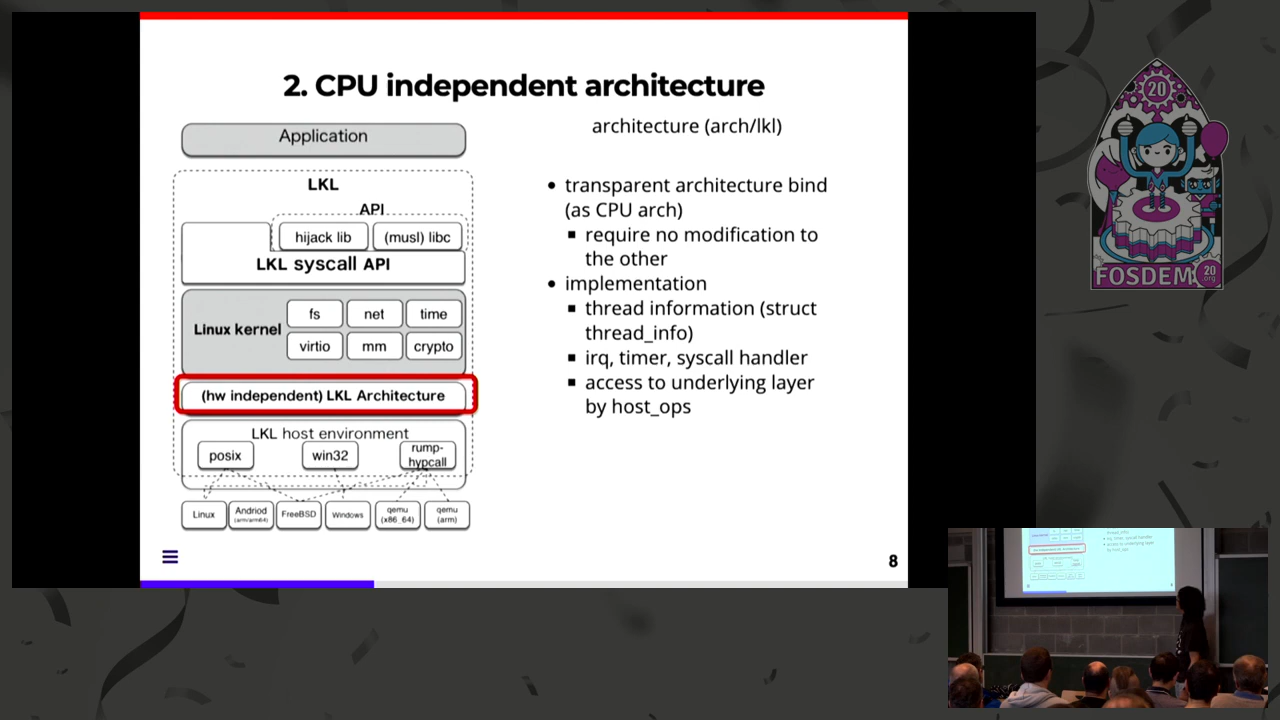 2. CPU independent architecture
Application
LKL
API
hijack lib
(musl) libc
LKL syscall API
Linux kernel
fs
net
time
virtio
mm
crypto
(hw independent) LKL Architecture
LKL host environment
posix
win32
rump-
hypcall
Linux
Andriod
(arm/arm64)
FreeBSD
Windows
qemu
(x86_64)
qemu
(arm)
architecture (arch/lkl)
• transparent architecture bind
(as CPU arch)
▪ require no modification to
the other
• implementation
▪ thread information (struct
thread_info)
▪ irq, timer, syscall handler
▪ access to underlying layer
by host_ops
8
20
FOSDEM
20
.org